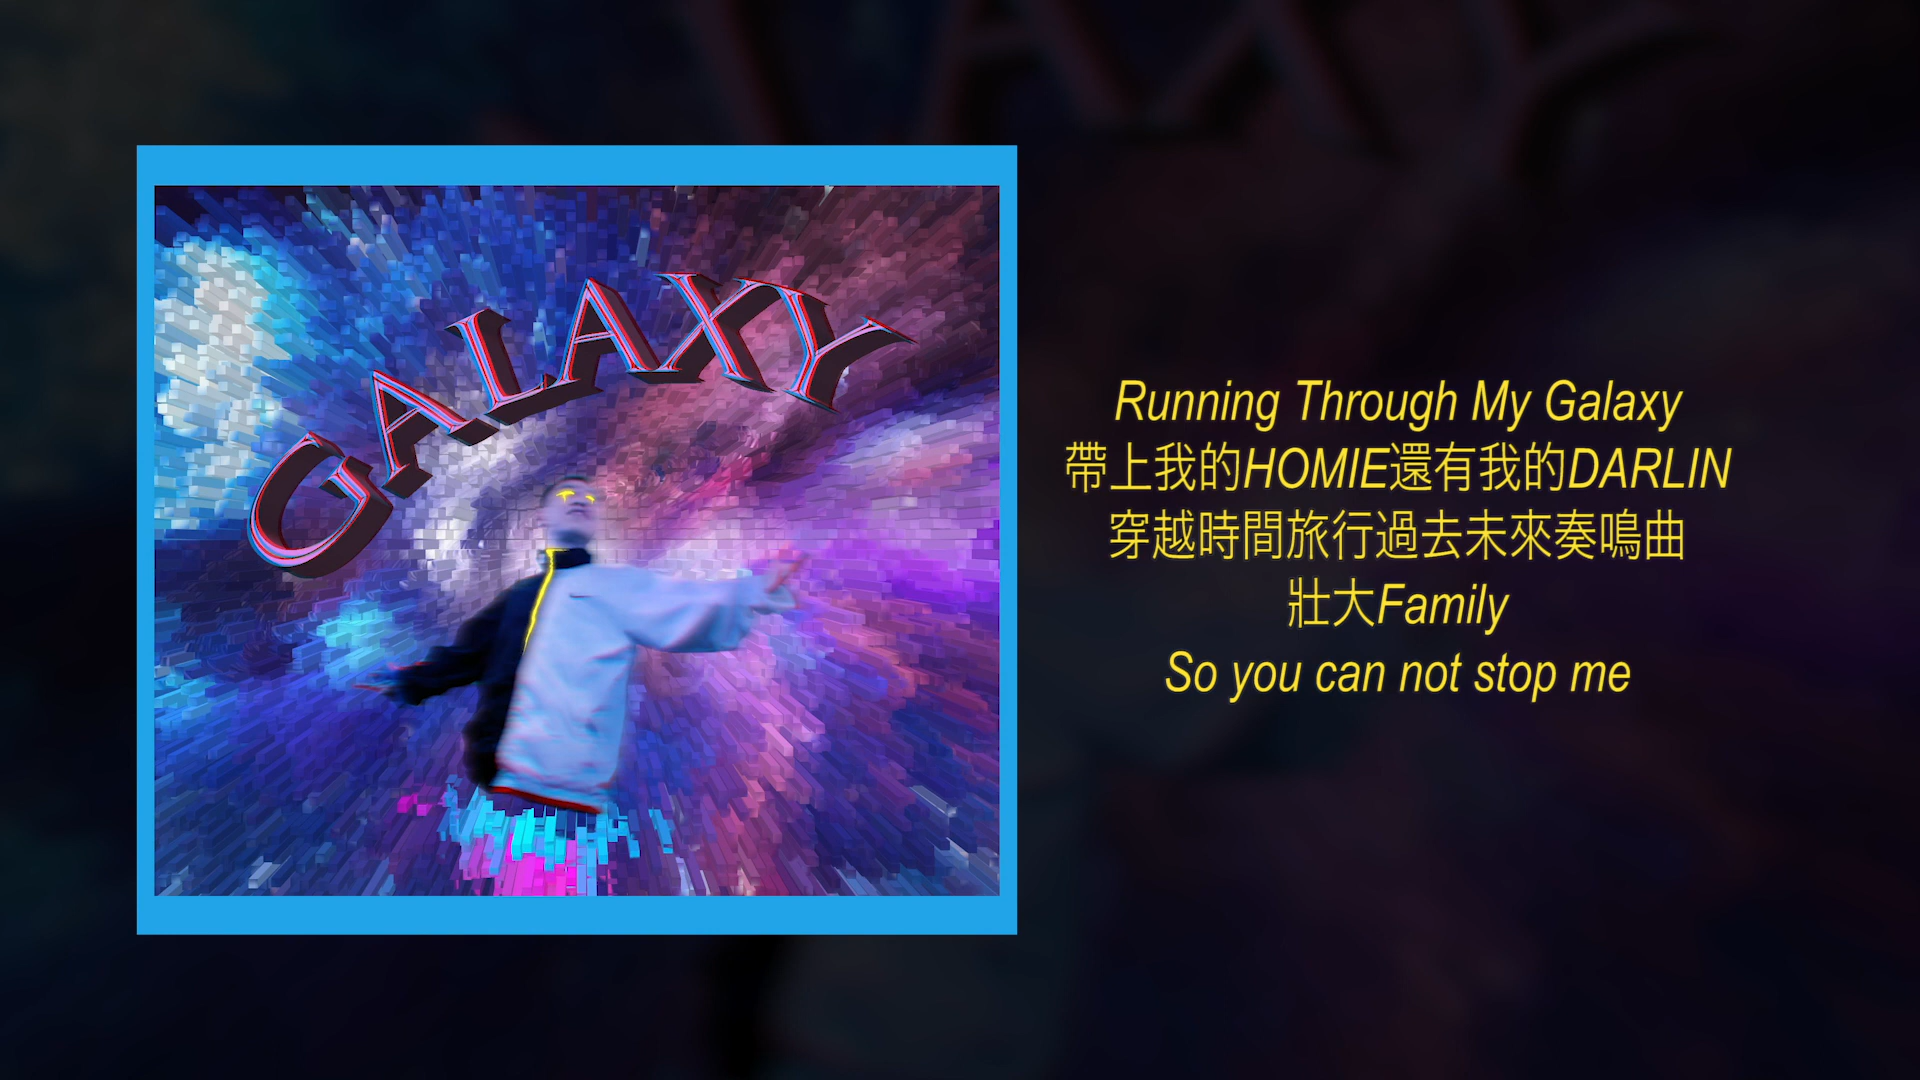 GALAXY
Running Through My Galaxy
帶上我的HOMIE還有我的DARLIN
穿越時間旅行過去未來奏鳴曲
壯大Family
So you can not stop me